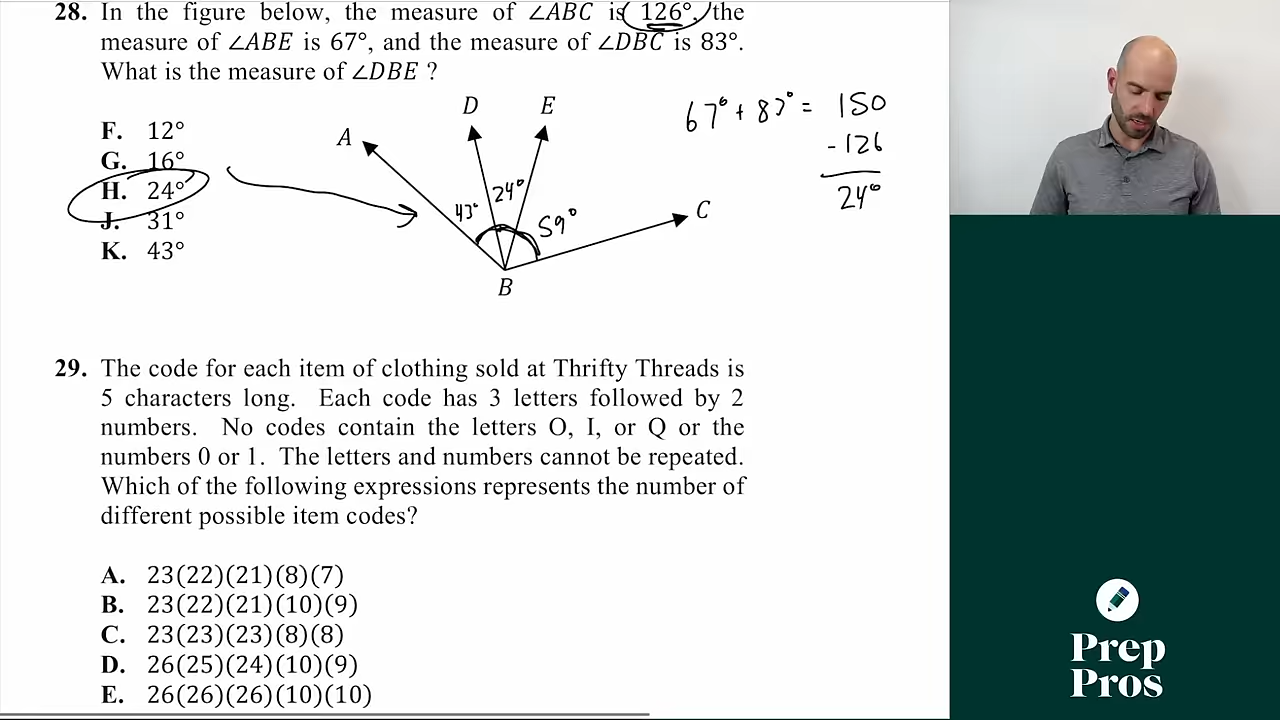 28. In the figure below, the measure of ∠ABC is 126°, the
measure of ∠ABE is 67°, and the measure of ∠DBC is 83°.
What is the measure of ∠DBE ?
F. 12°
G. 16°
H. 24°
J. 31°
K. 43°
A
D
E
C
B
43°
24°
59°
67° + 83° = 150
- 126
24°
29. The code for each item of clothing sold at Thrifty Threads is
5 characters long. Each code has 3 letters followed by 2
numbers. No codes contain the letters O, I, or Q or the
numbers 0 or 1. The letters and numbers cannot be repeated.
Which of the following expressions represents the number of
different possible item codes?
A. 23(22)(21)(8)(7)
B. 23(22)(21)(10)(9)
C. 23(23)(23)(8)(8)
D. 26(25)(24)(10)(9)
E. 26(26)(26)(10)(10)
Prep
Pros